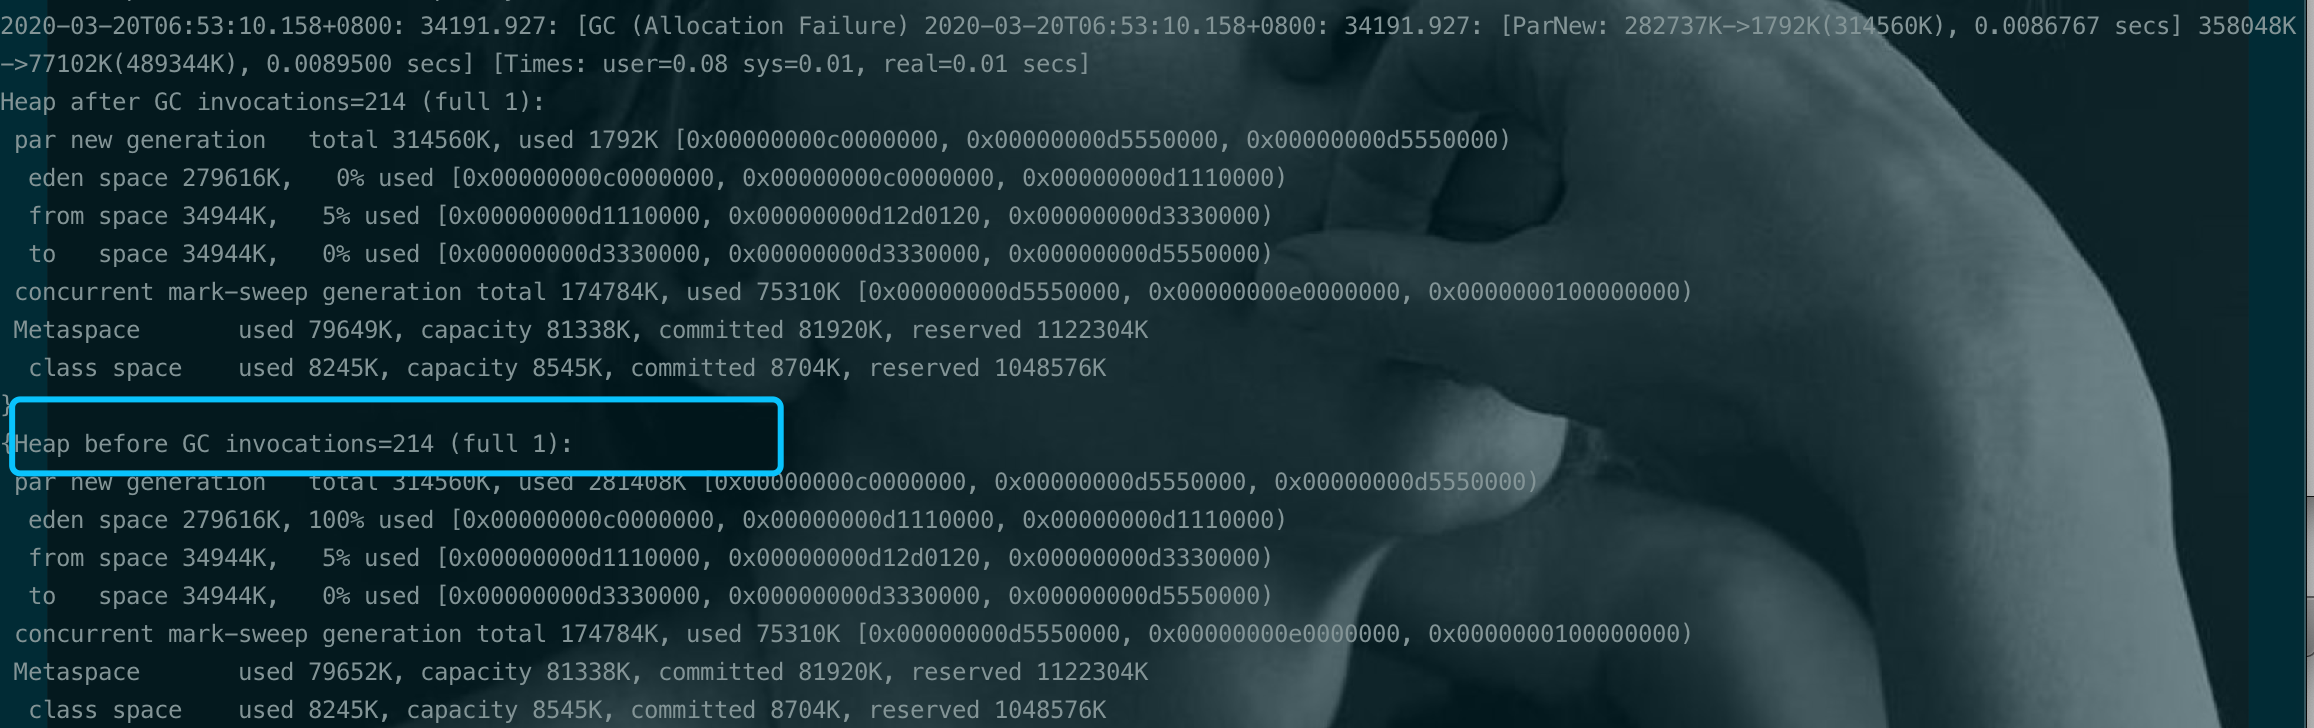 2020-03-20T06:53:10.158+0800: 34191.927: [GC (Allocation Failure) 2020-03-20T06:53:10.158+0800: 34191.927: [ParNew: 282737K->1792K(314560K), 0.0086767 secs] 358048K
->77102K(489344K), 0.0089500 secs] [Times: user=0.08 sys=0.01, real=0.01 secs]
Heap after GC invocations=214 (full 1):
 par new generation   total 314560K, used 1792K [0x00000000c0000000, 0x00000000d5550000, 0x00000000d5550000)
  eden space 279616K,   0% used [0x00000000c0000000, 0x00000000c0000000, 0x00000000d1110000)
  from space 34944K,   5% used [0x00000000d1110000, 0x00000000d12d0120, 0x00000000d3330000)
  to   space 34944K,   0% used [0x00000000d3330000, 0x00000000d3330000, 0x00000000d5550000)
 concurrent mark-sweep generation total 174784K, used 75310K [0x00000000d5550000, 0x00000000e0000000, 0x0000000100000000)
 Metaspace       used 79649K, capacity 81338K, committed 81920K, reserved 1122304K
  class space    used 8245K, capacity 8545K, committed 8704K, reserved 1048576K
}
{Heap before GC invocations=214 (full 1):
 par new generation   total 314560K, used 281408K [0x00000000c0000000, 0x00000000d5550000, 0x00000000d5550000)
  eden space 279616K, 100% used [0x00000000c0000000, 0x00000000d1110000, 0x00000000d1110000)
  from space 34944K,   5% used [0x00000000d1110000, 0x00000000d12d0120, 0x00000000d3330000)
  to   space 34944K,   0% used [0x00000000d3330000, 0x00000000d3330000, 0x00000000d5550000)
 concurrent mark-sweep generation total 174784K, used 75310K [0x00000000d5550000, 0x00000000e0000000, 0x0000000100000000)
 Metaspace       used 79652K, capacity 81338K, committed 81920K, reserved 1122304K
  class space    used 8245K, capacity 8545K, committed 8704K, reserved 1048576K